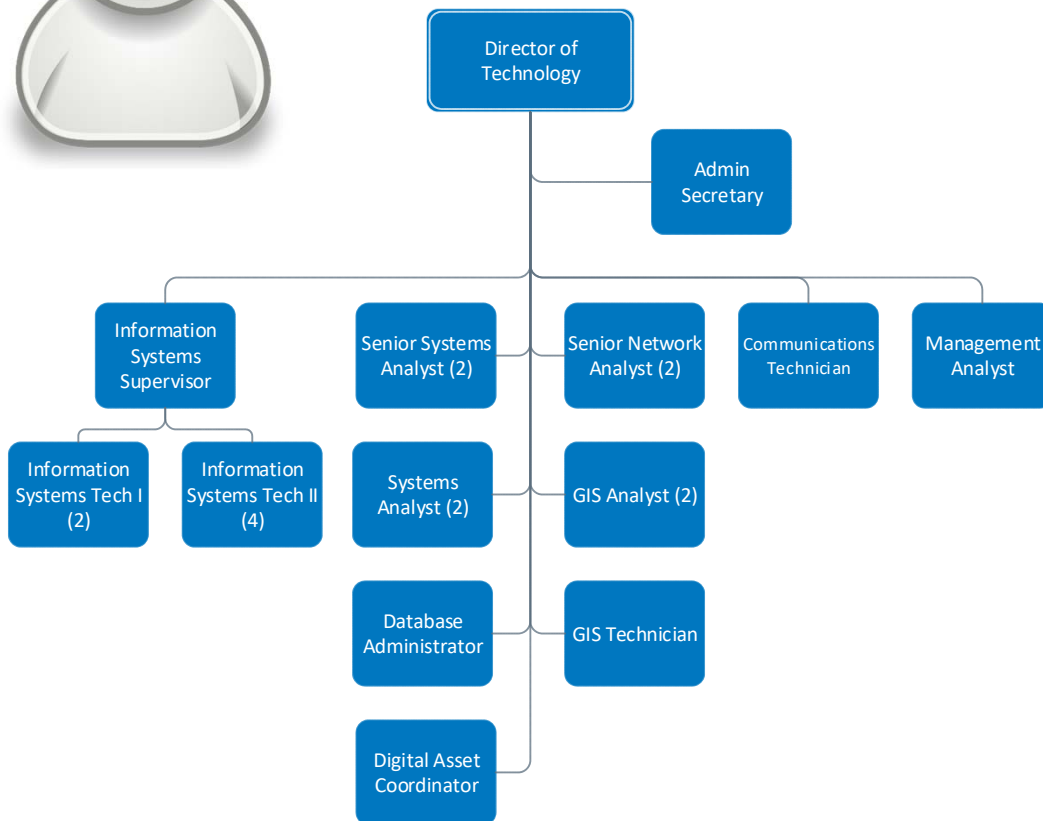 Director of
Technology
Admin
Secretary
Information
Systems
Supervisor
Senior Systems
Analyst (2)
Senior Network
Analyst (2)
Communications
Technician
Management
Analyst
Information
Systems Tech I
(2)
Information
Systems Tech II
(4)
Systems
Analyst (2)
GIS Analyst (2)
Database
Administrator
GIS Technician
Digital Asset
Coordinator